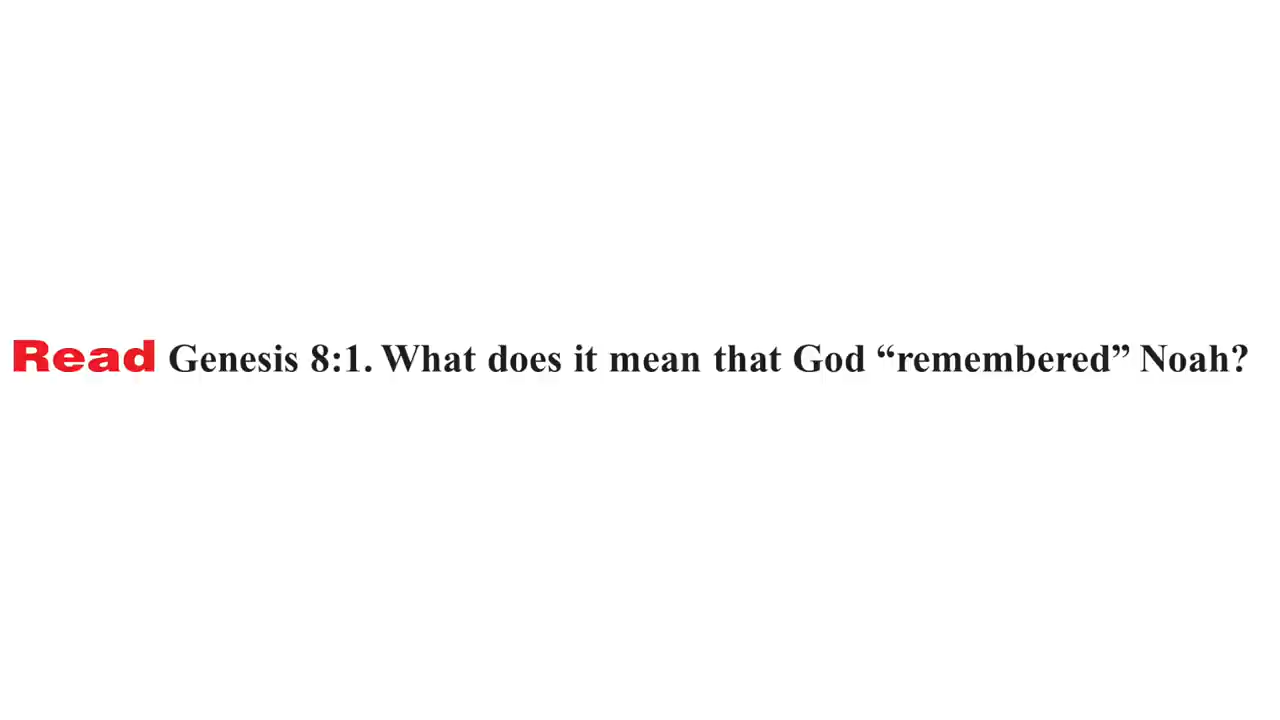 Read Genesis 8:1. What does it mean that God “remembered” Noah?